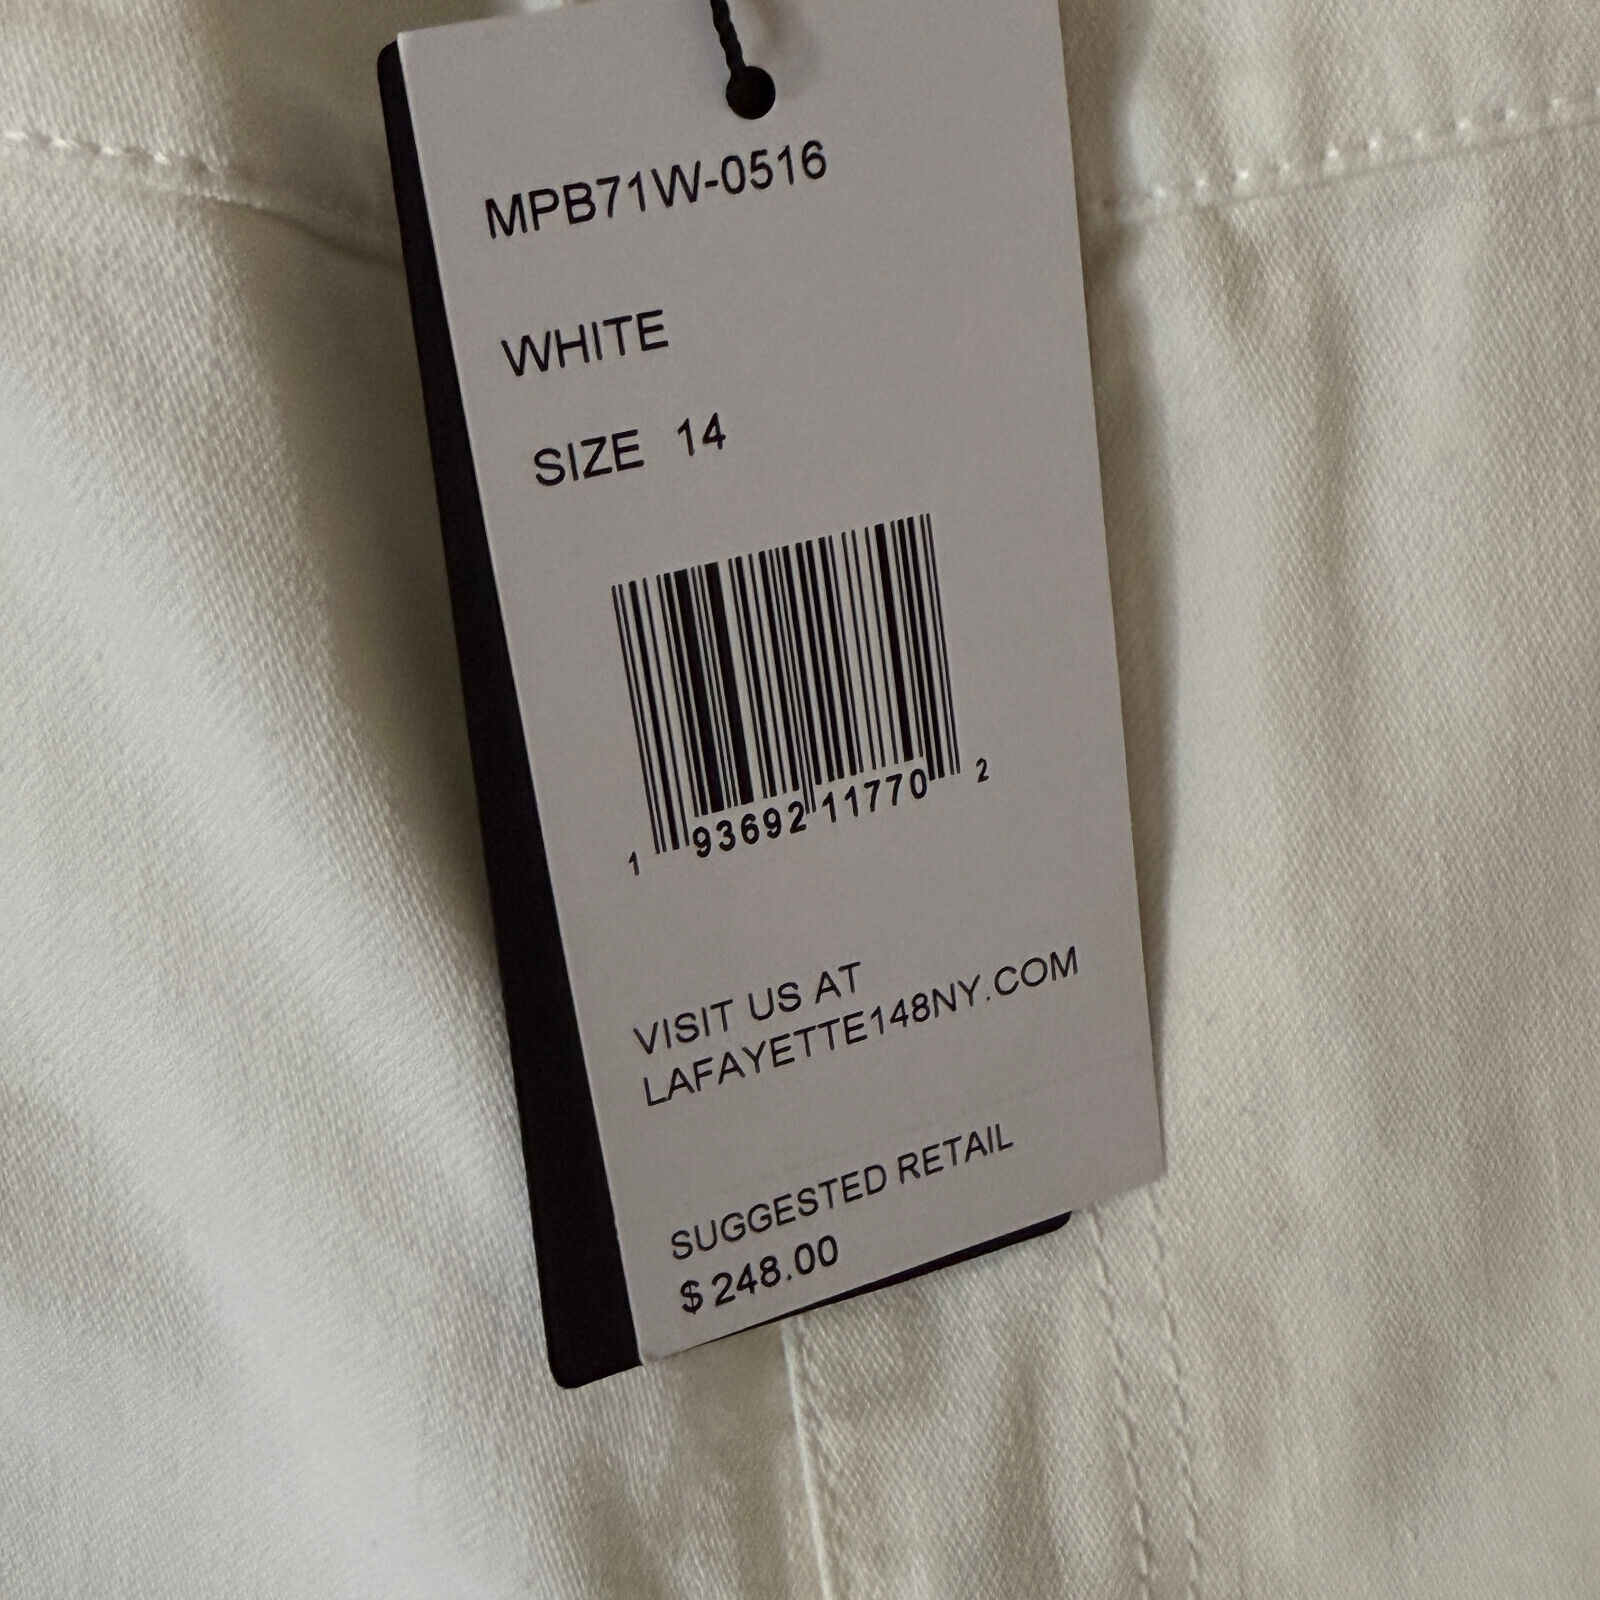 MPB71W-0516
WHITE
SIZE 14
1 93692 11770 2
VISIT US AT
LAFAYETTE148NY.COM
SUGGESTED RETAIL
$ 248.00